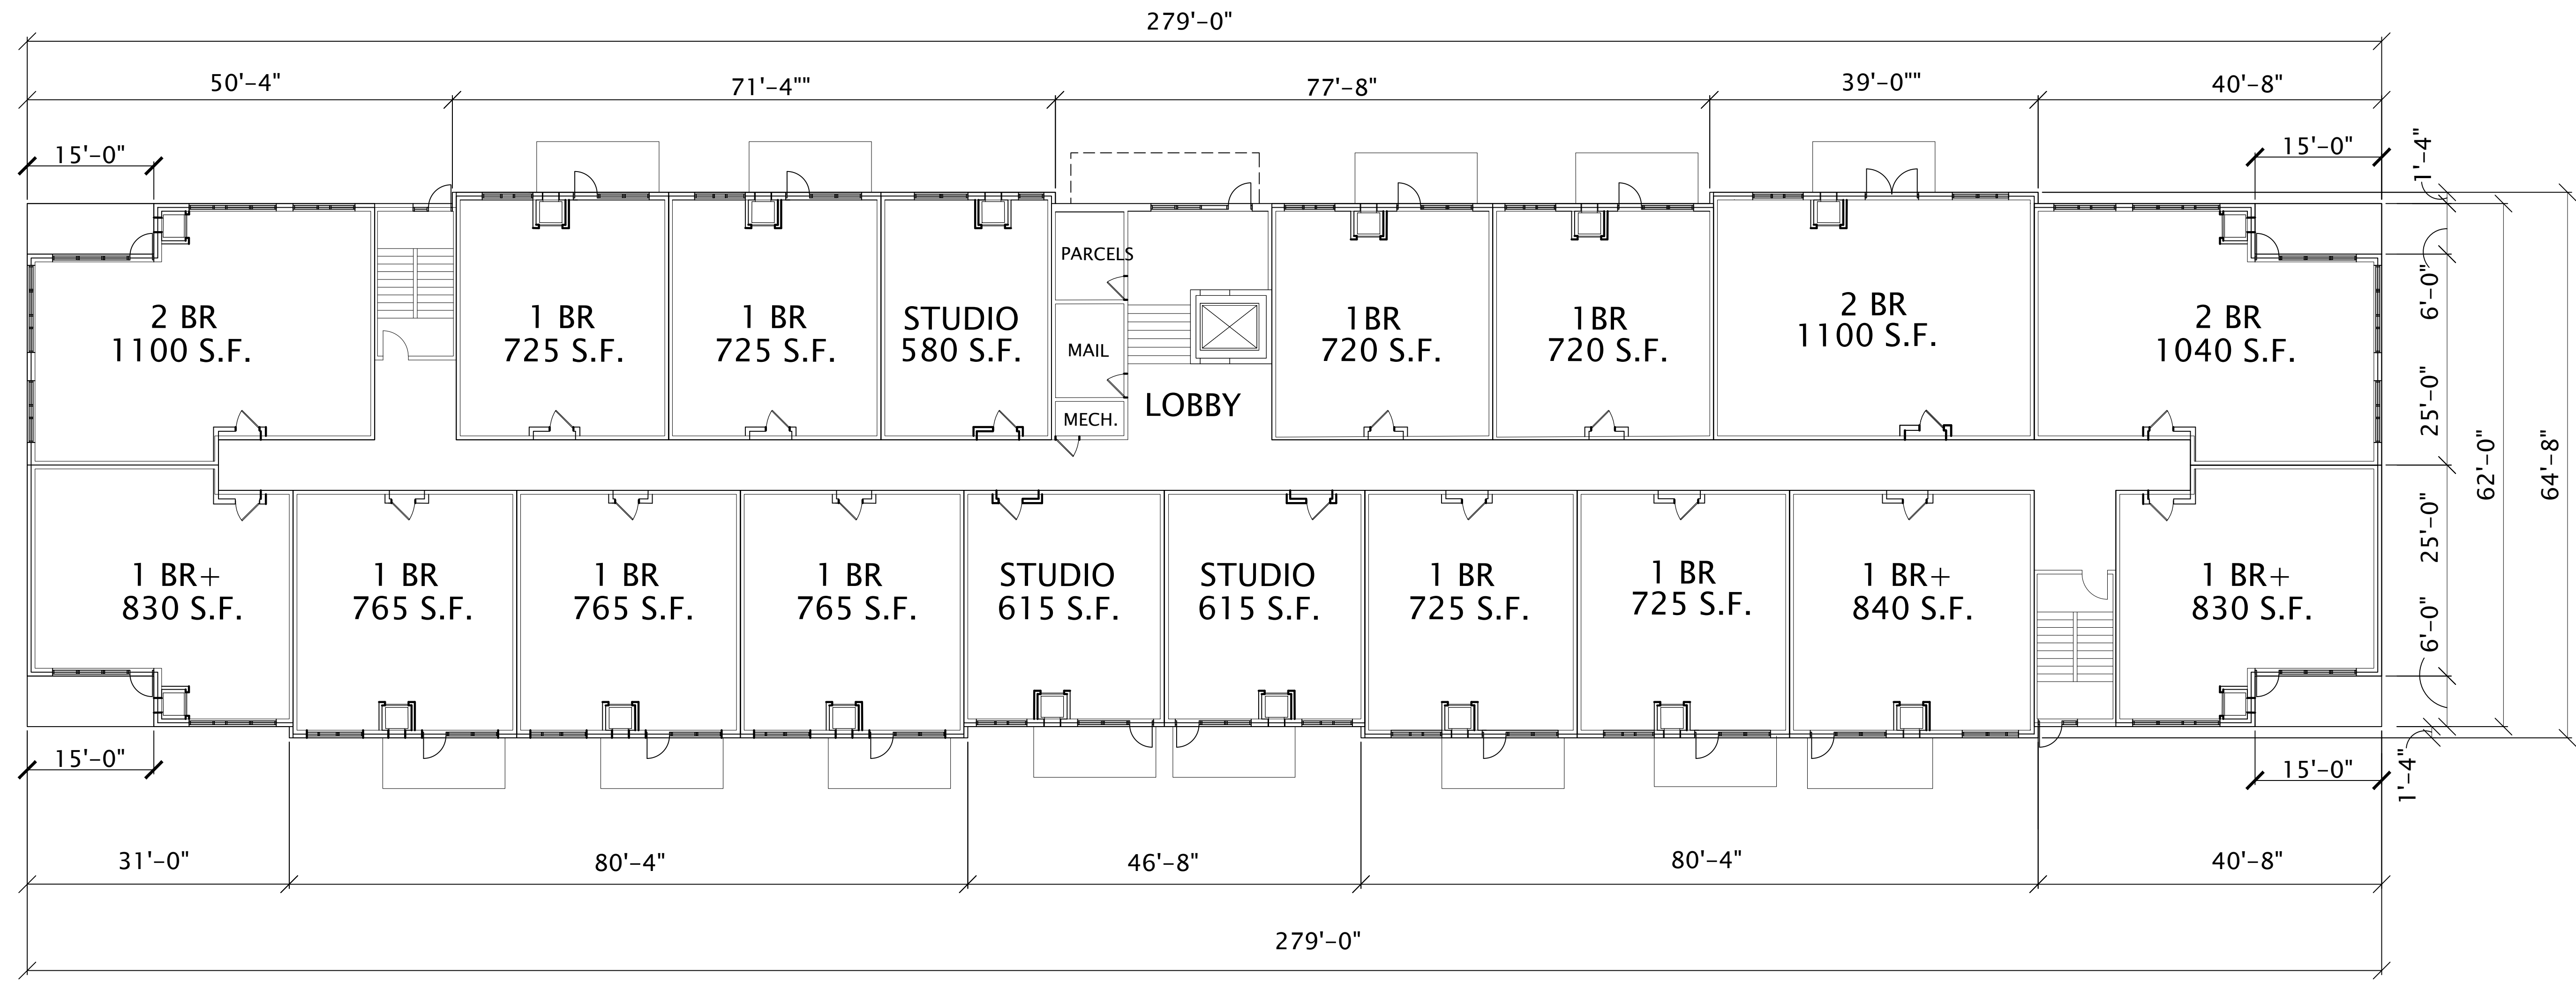 279'-0"
50'-4"
71'-4""
77'-8"
39'-0""
40'-8"
15'-0"
15'-0"
1'-4"
2 BR
1100 S.F.
1 BR
725 S.F.
1 BR
725 S.F.
STUDIO
580 S.F.
PARCELS
MAIL
MECH.
LOBBY
1BR
720 S.F.
1BR
720 S.F.
2 BR
1100 S.F.
2 BR
1040 S.F.
6'-0"
25'-0"
62'-0"
64'-8"
25'-0"
6'-0"
1'-4"
1 BR+
830 S.F.
1 BR
765 S.F.
1 BR
765 S.F.
1 BR
765 S.F.
STUDIO
615 S.F.
STUDIO
615 S.F.
1 BR
725 S.F.
1 BR
725 S.F.
1 BR+
840 S.F.
1 BR+
830 S.F.
15'-0"
15'-0"
31'-0"
80'-4"
46'-8"
80'-4"
40'-8"
279'-0"